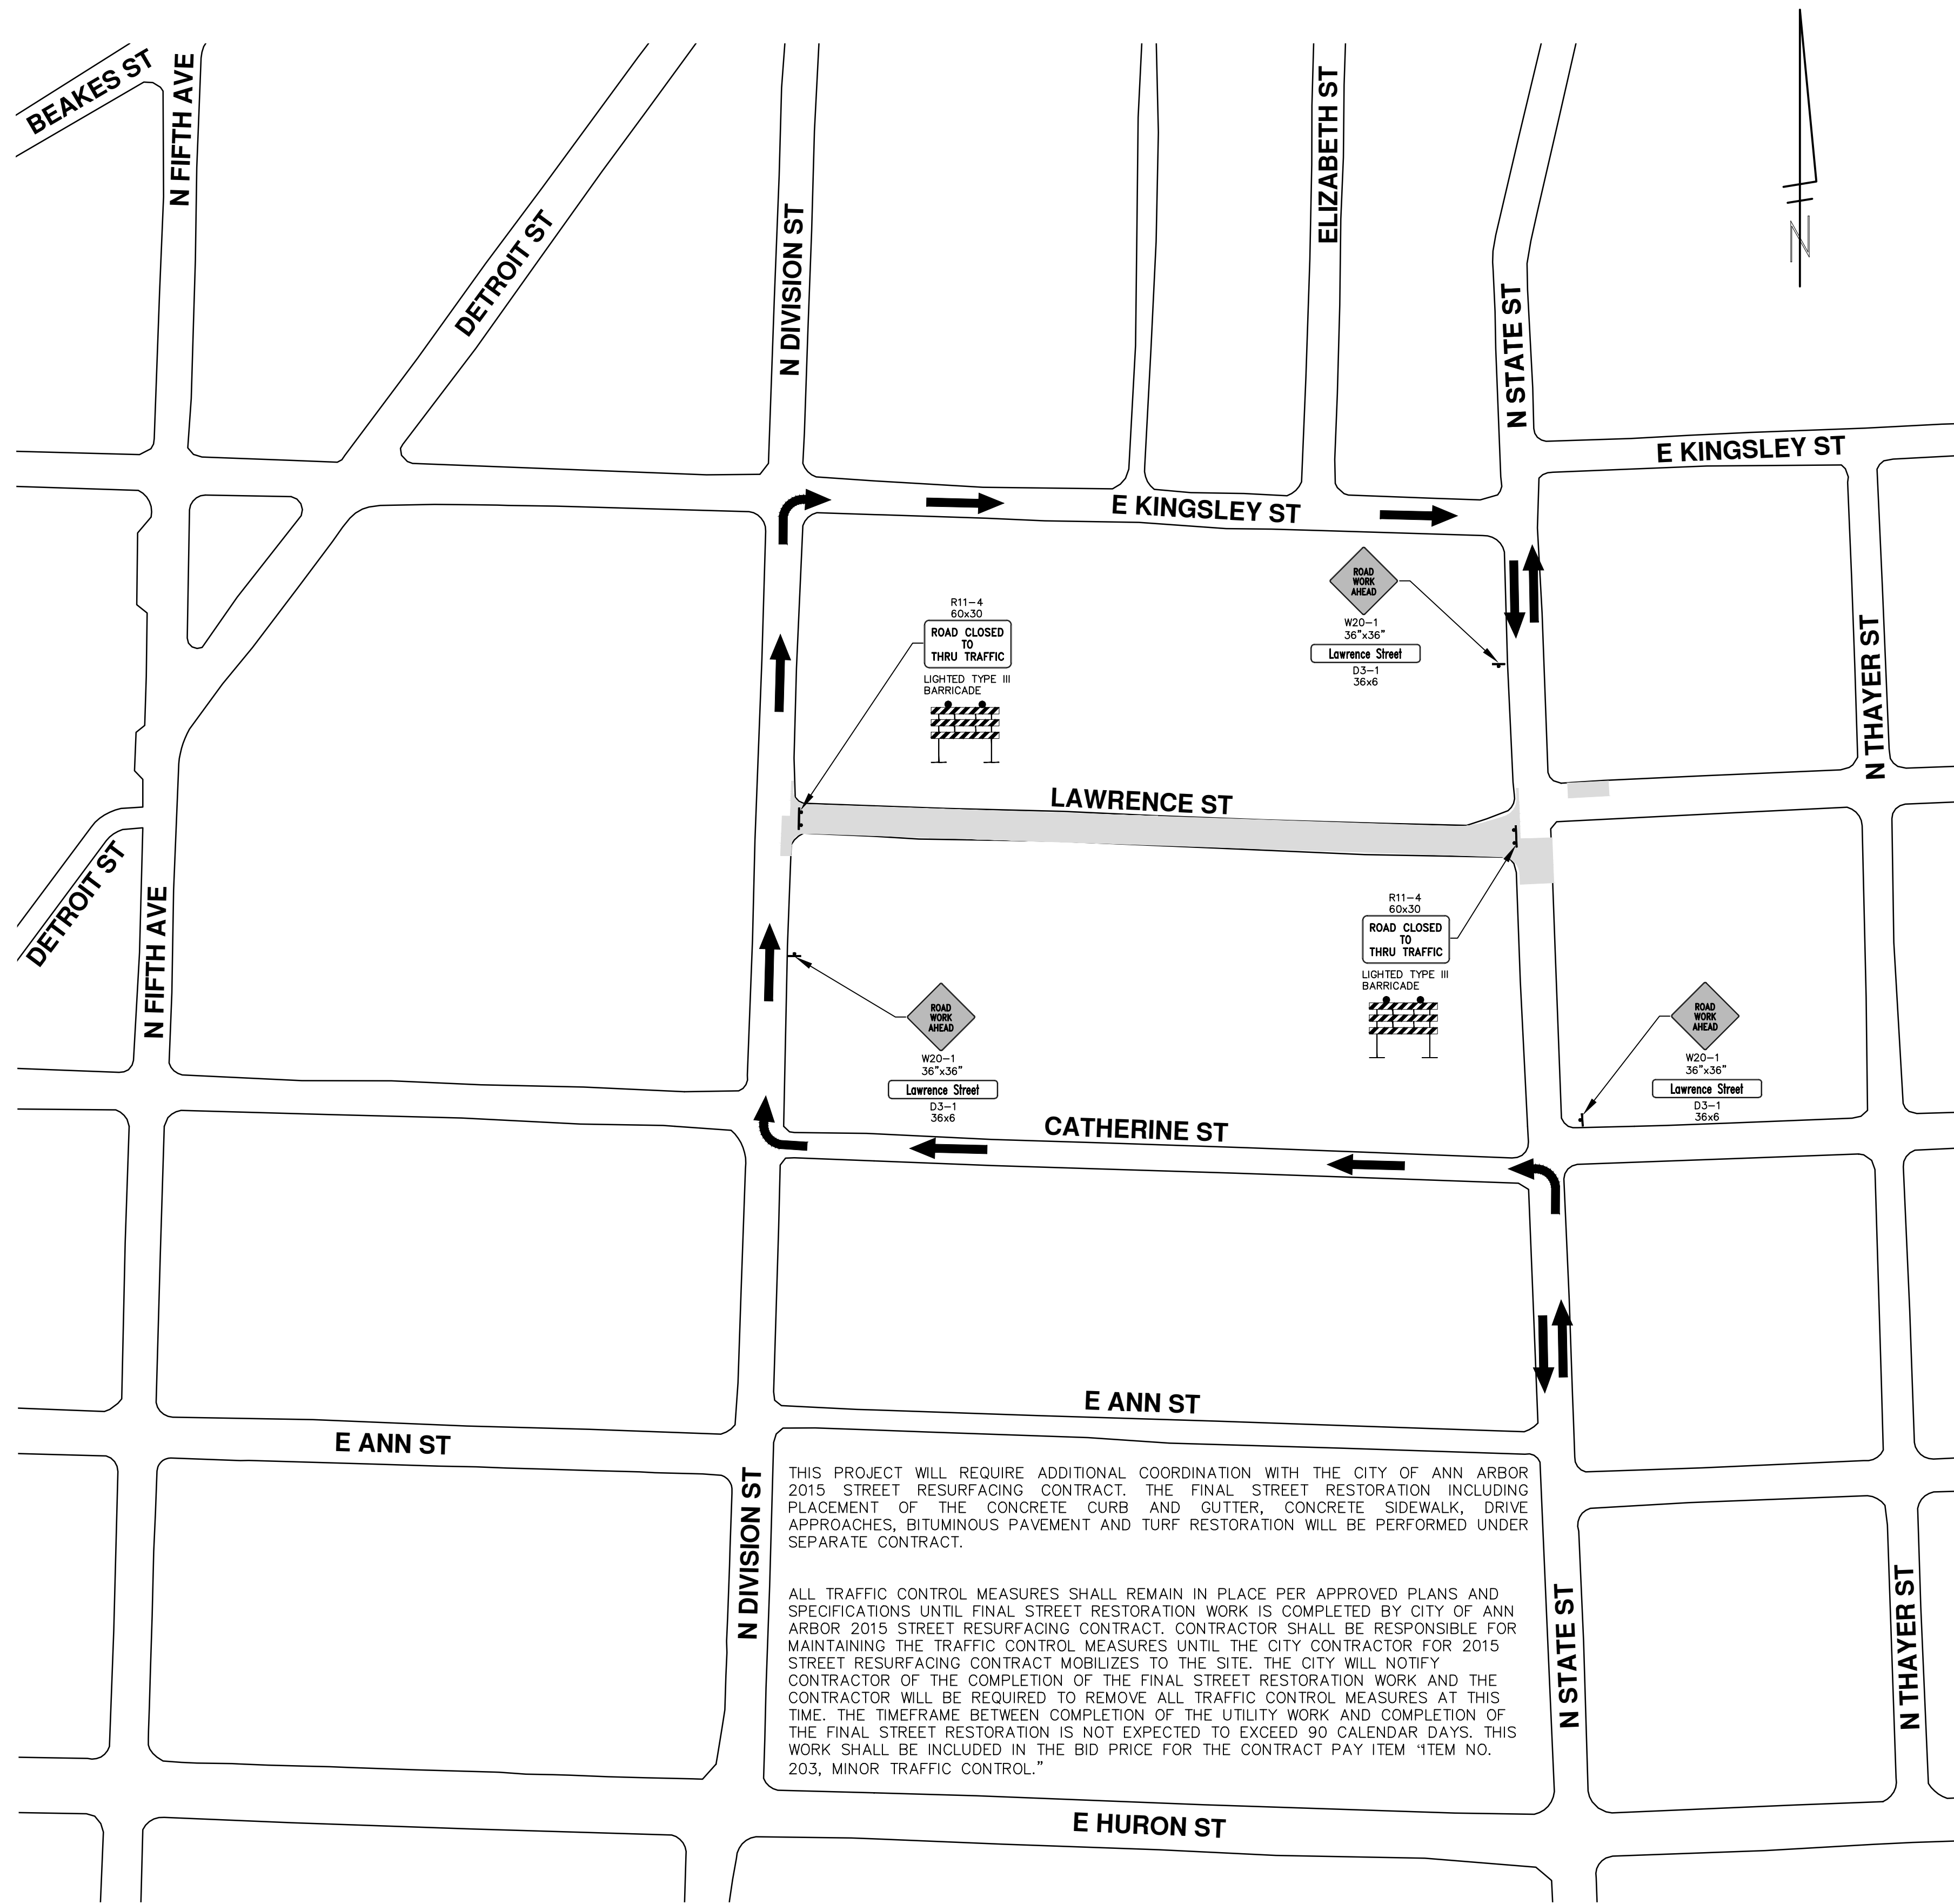 BEAKES ST
N FIFTH AVE
DETROIT ST
N DIVISION ST
ELIZABETH ST
N STATE ST
N
E KINGSLEY ST
E KINGSLEY ST
ROAD
WORK
AHEAD
W20-1
36"x36"
Lawrence Street
D3-1
36x6
R11-4
60x30
ROAD CLOSED
TO
THRU TRAFFIC
LIGHTED TYPE III
BARRICADE
N THAYER ST
LAWRENCE ST
DETROIT ST
N FIFTH AVE
R11-4
60x30
ROAD CLOSED
TO
THRU TRAFFIC
LIGHTED TYPE III
BARRICADE
ROAD
WORK
AHEAD
W20-1
36"x36"
Lawrence Street
D3-1
36x6
ROAD
WORK
AHEAD
W20-1
36"x36"
Lawrence Street
D3-1
36x6
CATHERINE ST
E ANN ST
E ANN ST
N DIVISION ST
THIS PROJECT WILL REQUIRE ADDITIONAL COORDINATION WITH THE CITY OF ANN ARBOR
2015 STREET RESURFACING CONTRACT. THE FINAL STREET RESTORATION INCLUDING
PLACEMENT OF THE CONCRETE CURB AND GUTTER, CONCRETE SIDEWALK, DRIVE
APPROACHES, BITUMINOUS PAVEMENT AND TURF RESTORATION WILL BE PERFORMED UNDER
SEPARATE CONTRACT.
ALL TRAFFIC CONTROL MEASURES SHALL REMAIN IN PLACE PER APPROVED PLANS AND
SPECIFICATIONS UNTIL FINAL STREET RESTORATION WORK IS COMPLETED BY CITY OF ANN
ARBOR 2015 STREET RESURFACING CONTRACT. CONTRACTOR SHALL BE RESPONSIBLE FOR
MAINTAINING THE TRAFFIC CONTROL MEASURES UNTIL THE CITY CONTRACTOR FOR 2015
STREET RESURFACING CONTRACT MOBILIZES TO THE SITE. THE CITY WILL NOTIFY
CONTRACTOR OF THE COMPLETION OF THE FINAL STREET RESTORATION WORK AND THE
CONTRACTOR WILL BE REQUIRED TO REMOVE ALL TRAFFIC CONTROL MEASURES AT THIS
TIME. THE TIMEFRAME BETWEEN COMPLETION OF THE UTILITY WORK AND COMPLETION OF
THE FINAL STREET RESTORATION IS NOT EXPECTED TO EXCEED 90 CALENDAR DAYS. THIS
WORK SHALL BE INCLUDED IN THE BID PRICE FOR THE CONTRACT PAY ITEM "ITEM NO.
203, MINOR TRAFFIC CONTROL."
N STATE ST
N THAYER ST
E HURON ST